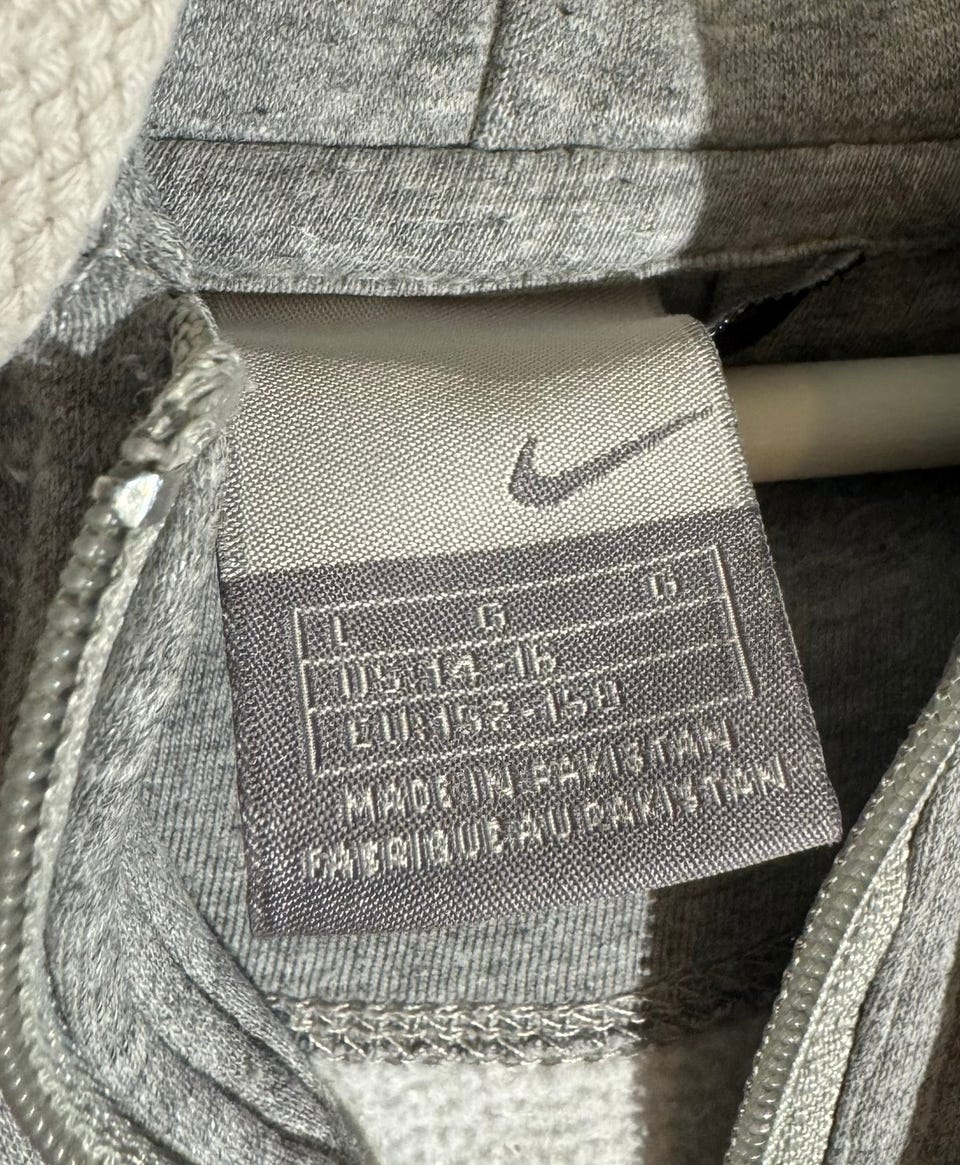 L G G
US: 14-16
EUR: 152-158
MADE IN PAKISTAN
FABRIQUE AU PAKISTAN